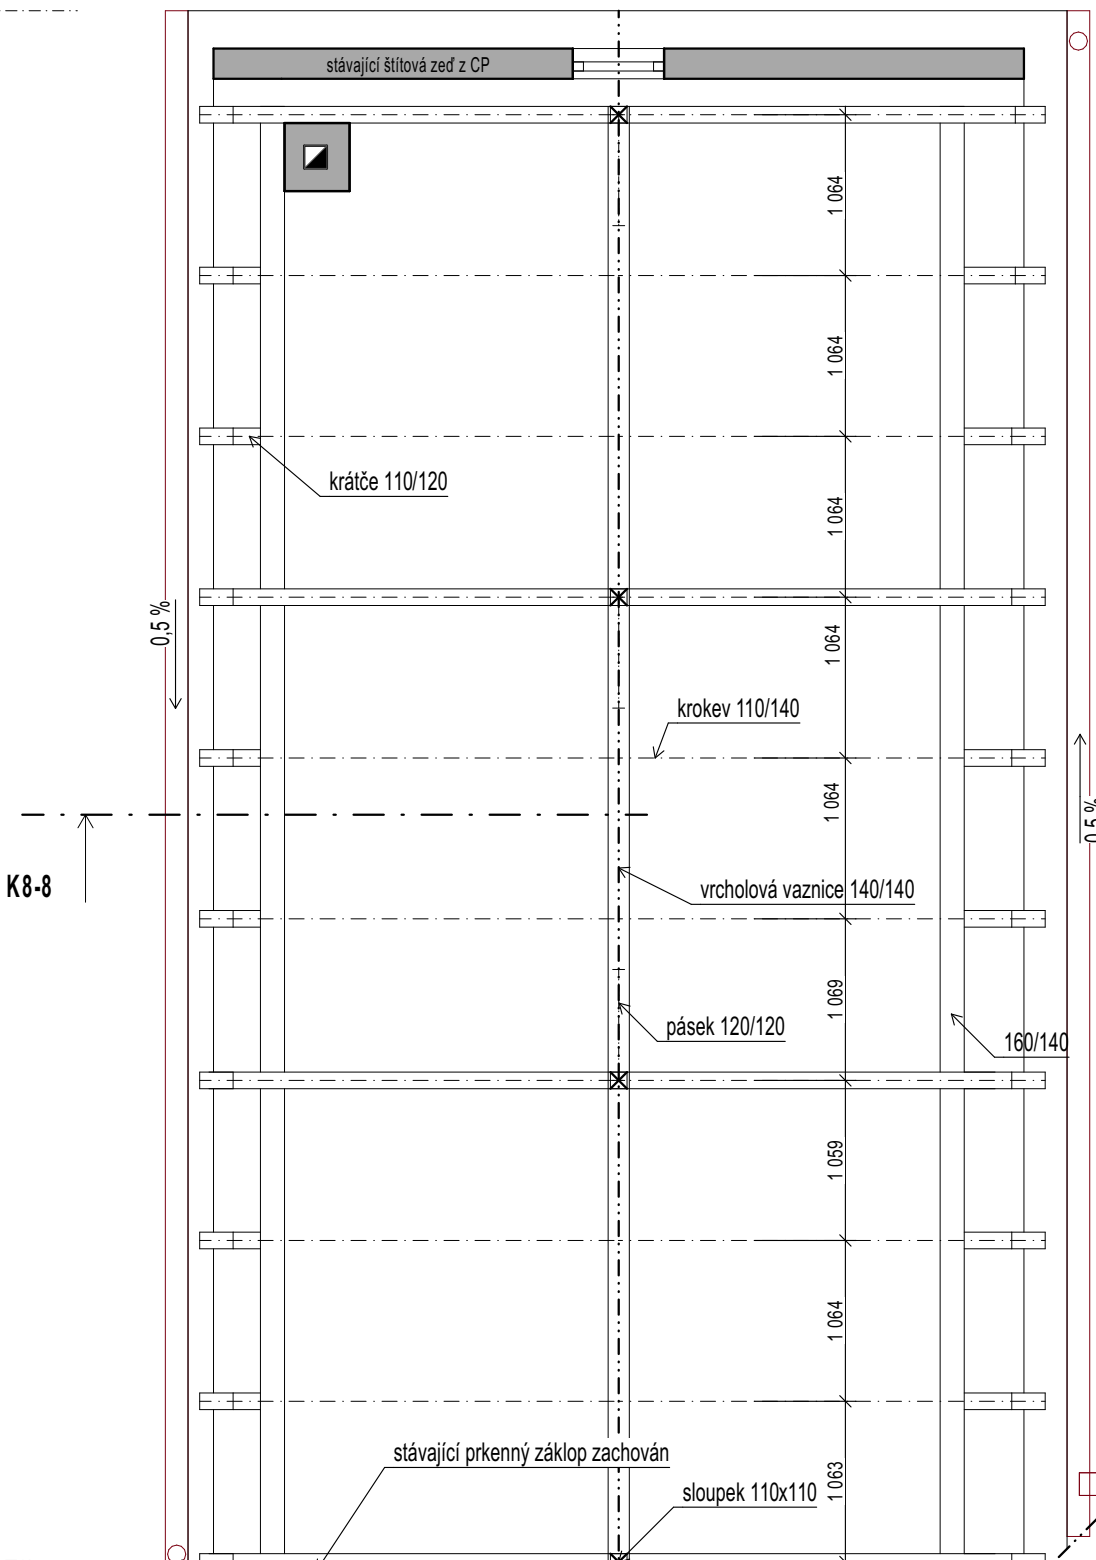 stávající štítová zeď z CP
1 064
1 064
krátče 110/120
1 064
0,5 %
1 064
krokev 110/140
1 064
0,5 %
K8-8
vrcholová vaznice 140/140
1 069
pásek 120/120
160/140
1 059
1 064
stávající prkenný záklop zachován
1 063
sloupek 110x110